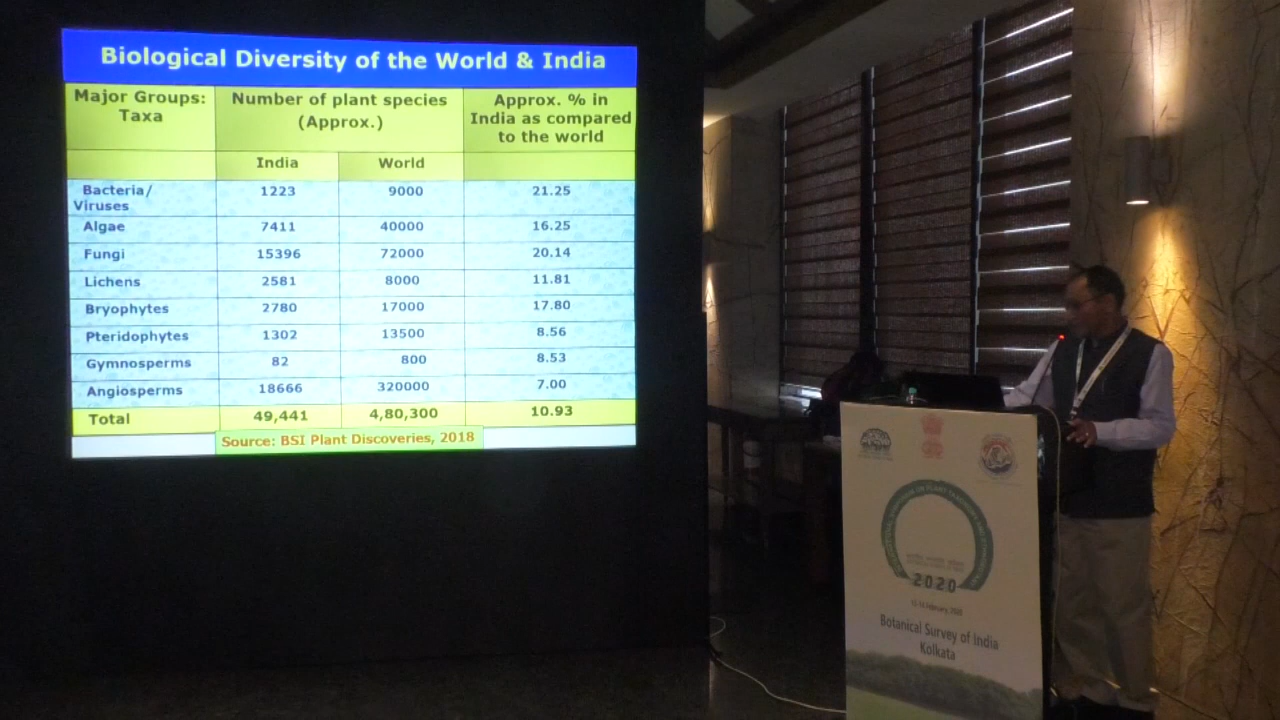 Biological Diversity of the World & India
Major Groups: Taxa
Number of plant species (Approx.)
Approx. % in India as compared to the world
India World
Bacteria/ Viruses 1223 9000 21.25
Algae 7411 40000 16.25
Fungi 15396 72000 20.14
Lichens 2581 8000 11.81
Bryophytes 2780 17000 17.80
Pteridophytes 1302 13500 8.56
Gymnosperms 82 800 8.53
Angiosperms 18666 320000 7.00
Total 49,441 4,80,300 10.93
Source: BSI Plant Discoveries, 2018
2020
Botanical Survey of India
Kolkata